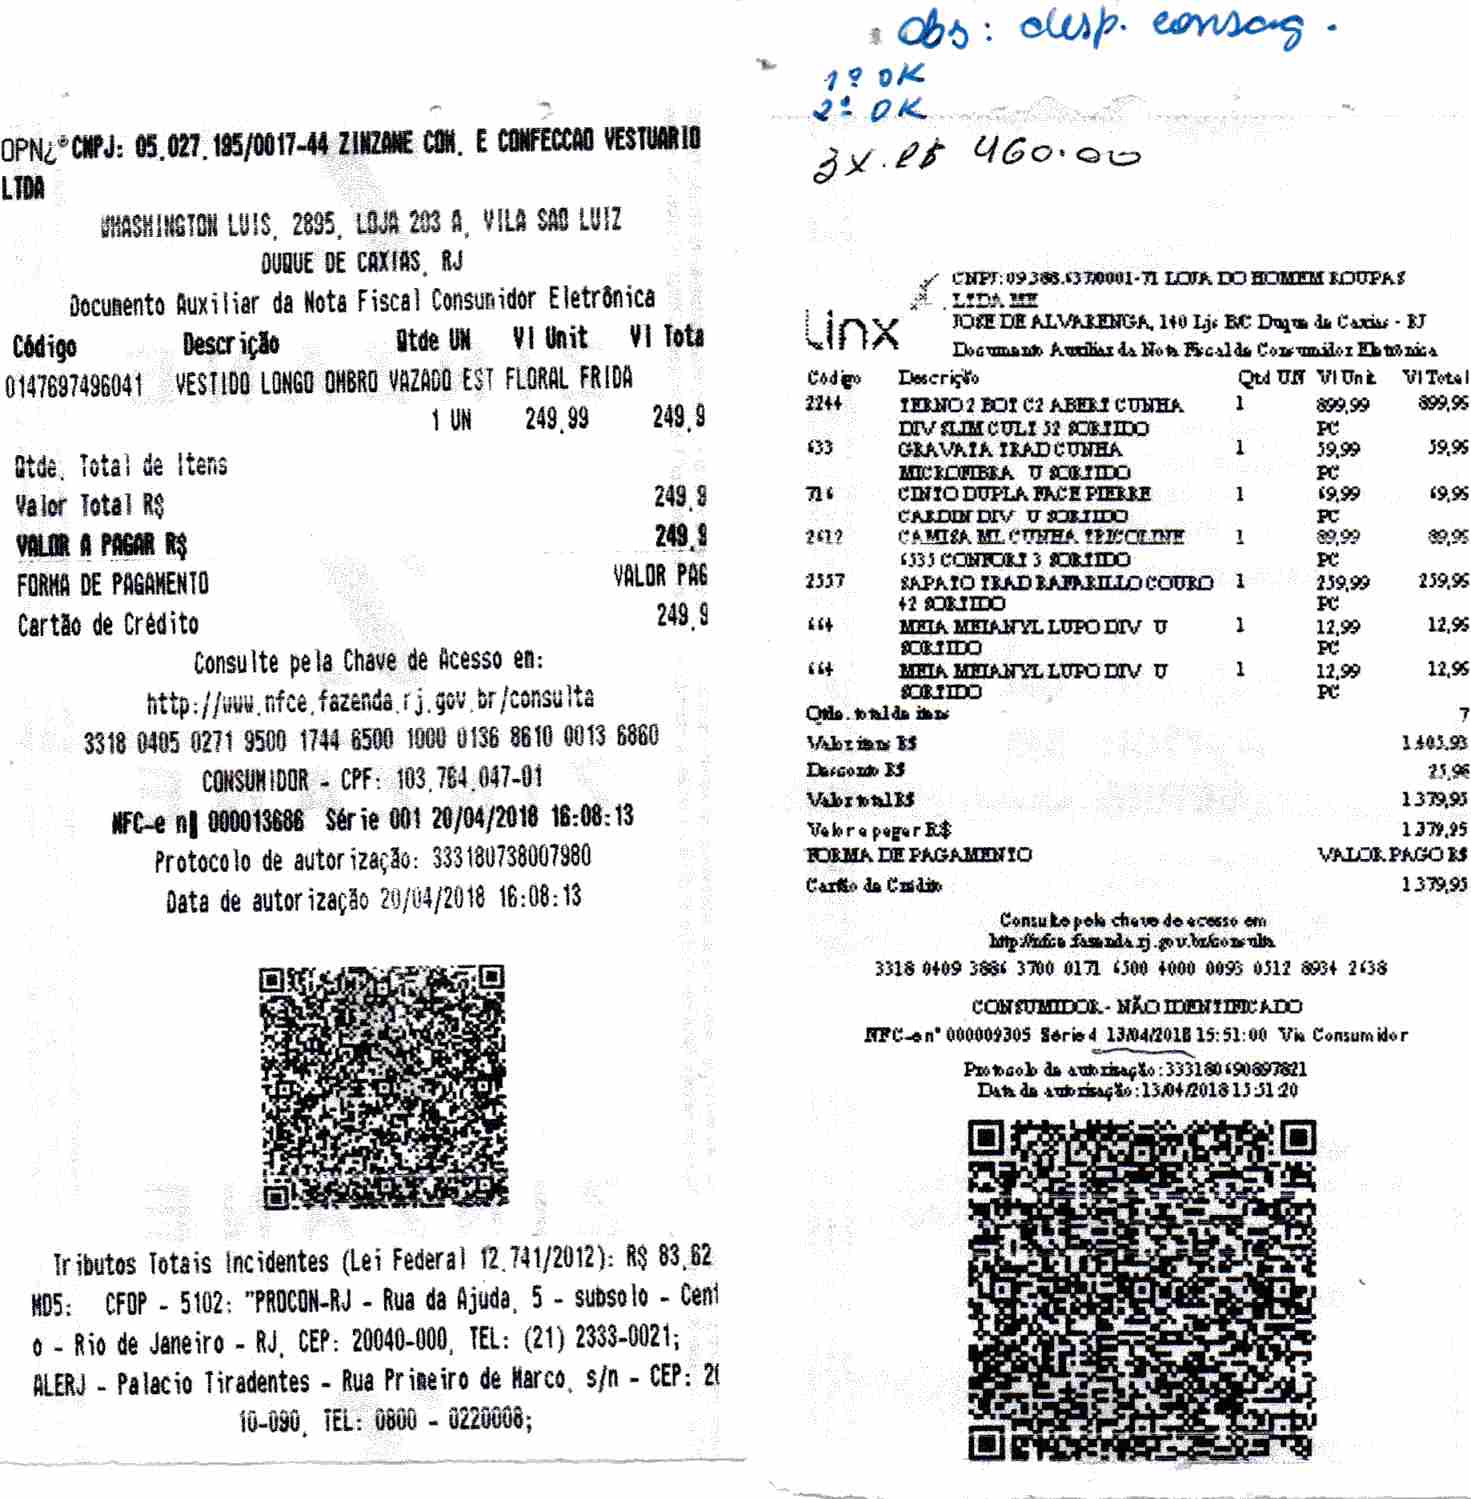 OPN¿®CNPJ: 05.027.195/0017-44 ZINZANE COM. E CONFECCAO VESTUARIO
LTDA
WHASHINGTON LUIS, 2895, LOJA 203 A, VILA SAO LUIZ
DUQUE DE CAXIAS, RJ
Documento Auxiliar da Nota Fiscal Consumidor Eletrônica
Código Descrição Qtde UN Vl Unit Vl Tota
0147697496041 VESTIDO LONGO OMBRO VAZADO EST FLORAL FRIDA
1 UN 249,99 249,9
Qtde. Total de Itens
Valor Total R$ 249,9
VALOR A PAGAR R$ 249,9
FORMA DE PAGAMENTO VALOR PAG
Cartão de Crédito 249,9
Consulte pela Chave de Acesso em:
http://www.nfce.fazenda.rj.gov.br/consulta
3318 0405 0271 9500 1744 6500 1000 0136 8610 0013 6860
CONSUMIDOR - CPF: 103.764.047-01
NFC-e n 000013686 Série 001 20/04/2018 16:08:13
Protocolo de autorização: 333180738007980
Data de autorização 20/04/2018 16:08:13
Tributos Totais Incidentes (Lei Federal 12.741/2012): R$ 83,62
MD5: CFOP - 5102: "PROCON-RJ - Rua da Ajuda, 5 - subsolo - Cent
o - Rio de Janeiro - RJ, CEP: 20040-000, TEL: (21) 2333-0021;
ALERJ - Palacio Tiradentes - Rua Primeiro de Marco, s/n - CEP: 20
10-090, TEL: 0800 - 0220008;
Obs: desp. consag.
1º OK
2ª OK
3X. R$ 460.00
Linx
CNPJ: 09.388.637/0001-71 LOJA DO HOMEM ROUPAS
LTDA ME
JOSE DE ALVARENGA, 140 Ljs B/C Duque de Caxias - RJ
Documento Auxiliar da Nota Fiscal de Consumidor Eletrônica
Código Descrição Qtd UN Vl Unit Vl Total
2244 TERNO 2 BOT C2 ABERT CUNHA 1 899,99 899,99
DIV SLIM CULT 52 SORTIDO PC
633 GRAVATA TRAD CUNHA 1 59,99 59,99
MICROFIBRA U SORTIDO PC
716 CINTO DUPLA FACE PIERRE 1 69,99 69,99
CARDIN DIV U SORTIDO PC
2612 CAMISA ML CUNHA TRICOLINE 1 89,99 89,99
6535 CONFORT 3 SORTIDO PC
2557 SAPATO TRAD RAFARILLO COURO 1 259,99 259,99
42 SORTIDO PC
664 MEIA MEIANYL LUPO DIV U 1 12,99 12,99
SORTIDO PC
664 MEIA MEIANYL LUPO DIV U 1 12,99 12,99
SORTIDO PC
Qtde. total de itens 7
Valor itens R$ 1.405,93
Desconto R$ 25,98
Valor total R$ 1.379,95
Valor a pagar R$ 1.379,95
FORMA DE PAGAMENTO VALOR PAGO R$
Cartão de Crédito 1.379,95
Consulte pela chave de acesso em
http://nfce.fazenda.rj.gov.br/consulta
3318 0409 3886 3700 0171 6500 4000 0093 0512 8934 2638
CONSUMIDOR - NÃO IDENTIFICADO
NFC-e nº 000009305 Série 4 13/04/2018 15:51:00 Via Consumidor
Protocolo de autorização: 333180690897821
Data de autorização: 13/04/2018 15:51:20